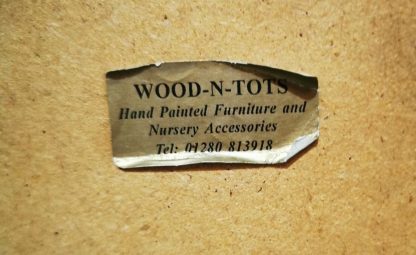 WOOD-N-TOTS
Hand Painted Furniture and
Nursery Accessories
Tel: 01280 813918